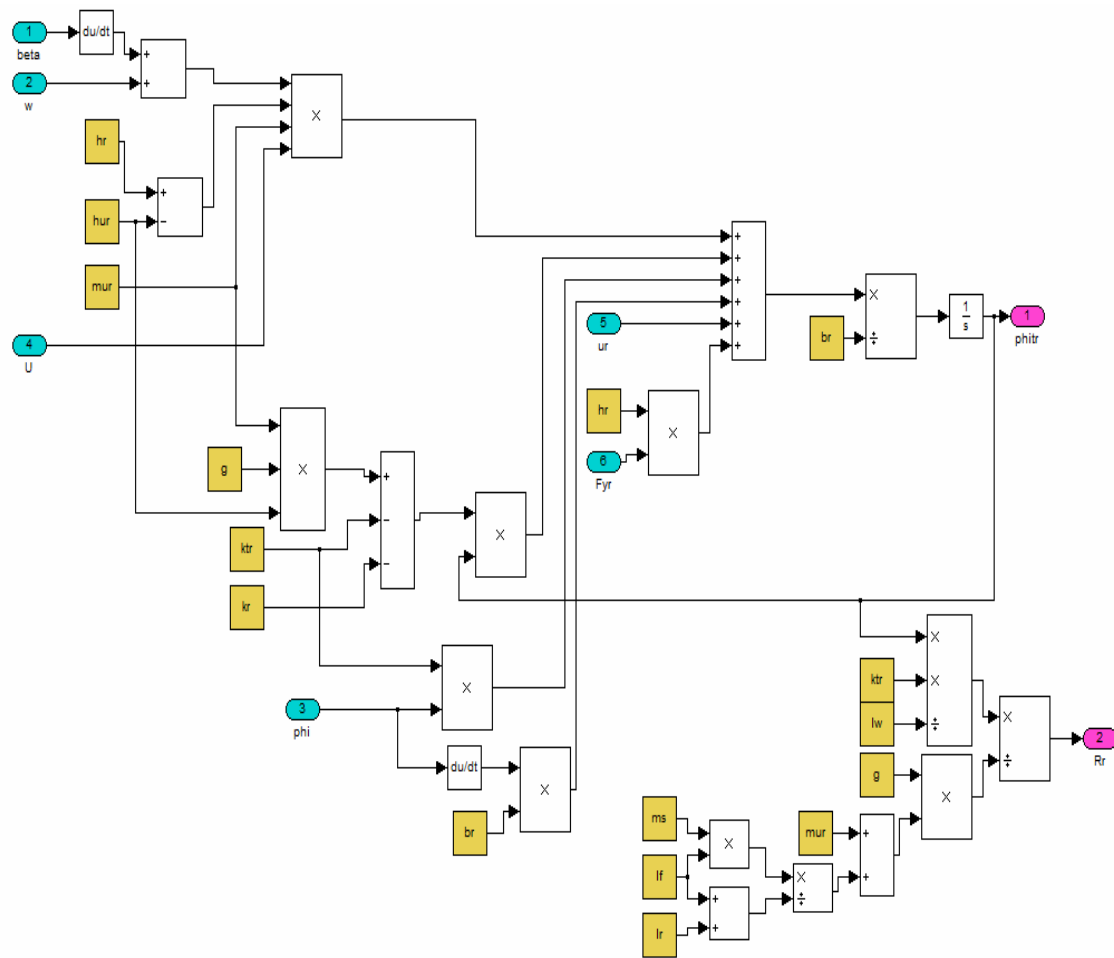 1
du/dt
beta
+
+
2
w
×
hr
+
hur
−
mur
4
U
+
+
+
+
5
ur
+
+
×
1
s
1
phitr
br
÷
hr
×
6
Fyr
g
×
+
−
−
ktr
kr
×
×
3
phi
du/dt
×
br
×
ktr
×
lw
÷
×
÷
2
Rr
g
×
ms
×
mur
+
+
lf
×
÷
+
+
lr